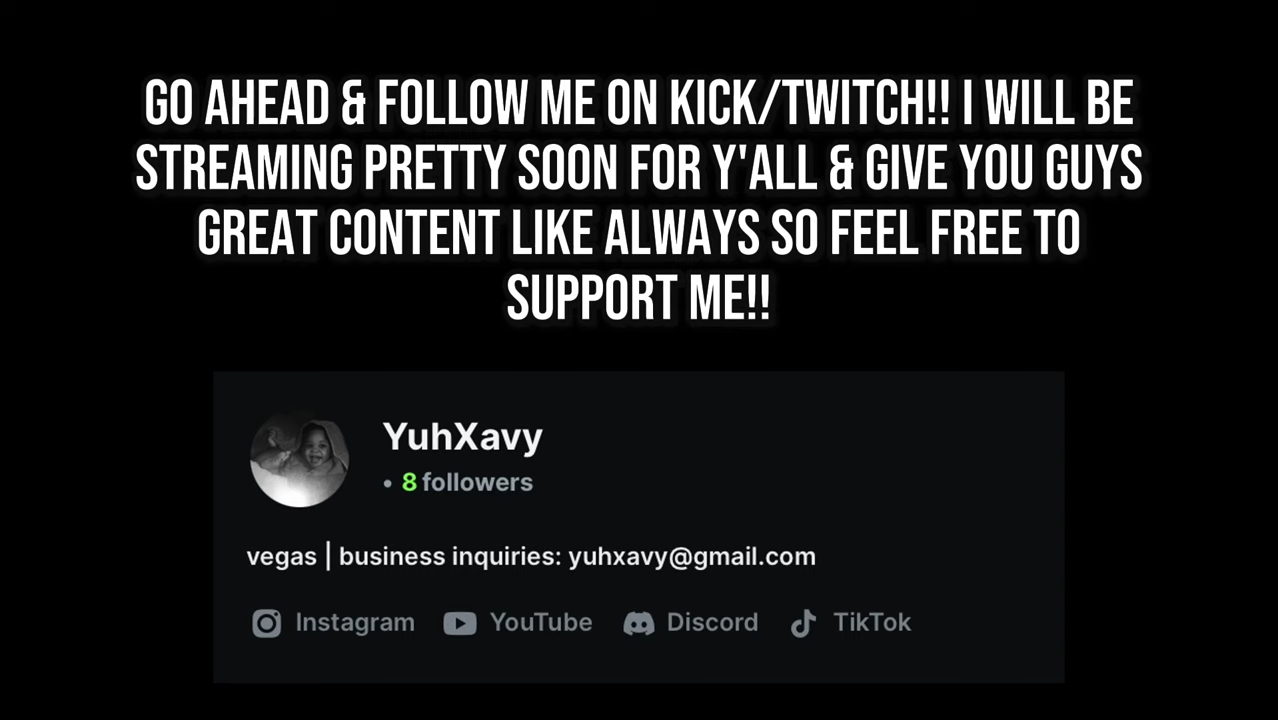 GO AHEAD & FOLLOW ME ON KICK/TWITCH!! I WILL BE
STREAMING PRETTY SOON FOR Y'ALL & GIVE YOU GUYS
GREAT CONTENT LIKE ALWAYS SO FEEL FREE TO
SUPPORT ME!!
YuhXavy
• 8 followers
vegas | business inquiries: yuhxavy@gmail.com
Instagram YouTube Discord TikTok